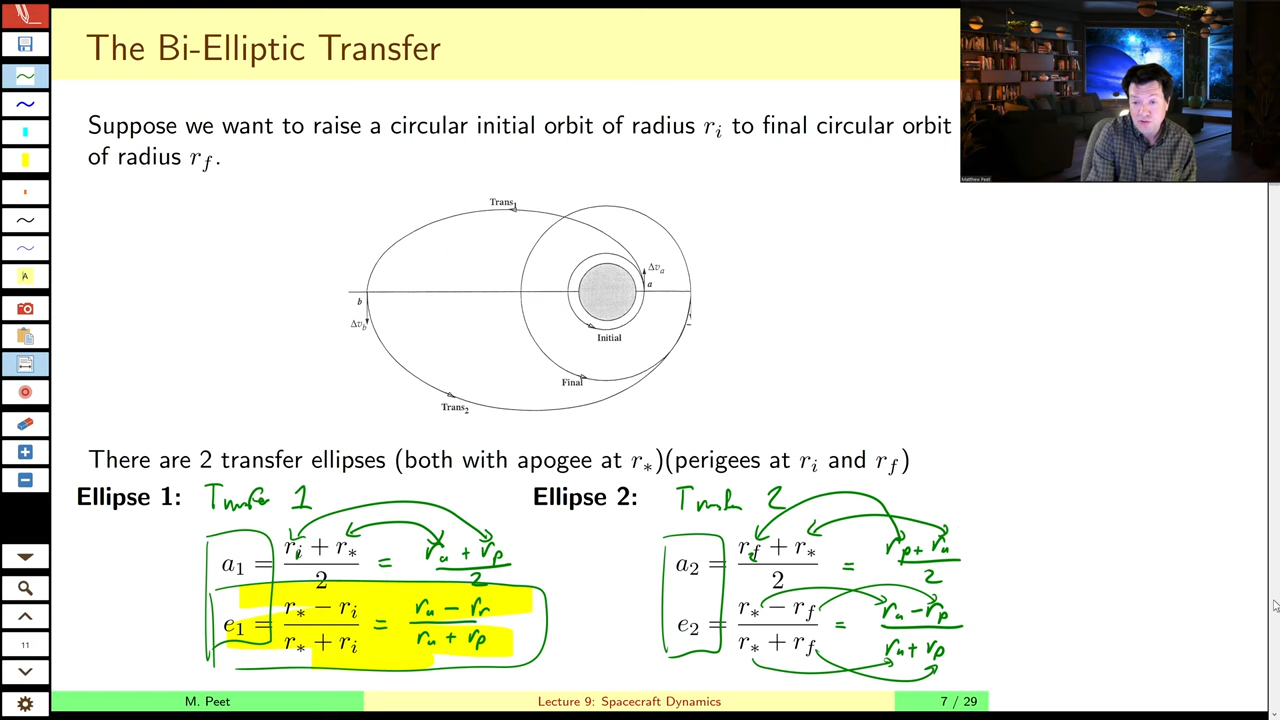 The Bi-Elliptic Transfer
Matthew Peet
Suppose we want to raise a circular initial orbit of radius r_i to final circular orbit
of radius r_f.
Trans₁
Δv_a
a
b
Δv_b
Initial
Final
Trans₂
There are 2 transfer ellipses (both with apogee at r_*)(perigees at r_i and r_f)
Ellipse 1: Transfer 1
a_1 = (r_i + r_*)/2 = (r_a + r_p)/2
e_1 = (r_* − r_i)/(r_* + r_i) = (r_a − r_p)/(r_a + r_p)
Ellipse 2: Transfer 2
a_2 = (r_f + r_*)/2 = (r_p + r_a)/2
e_2 = (r_* − r_f)/(r_* + r_f) = (r_a − r_p)/(r_a + r_p)
11
M. Peet
Lecture 9: Spacecraft Dynamics
7 / 29